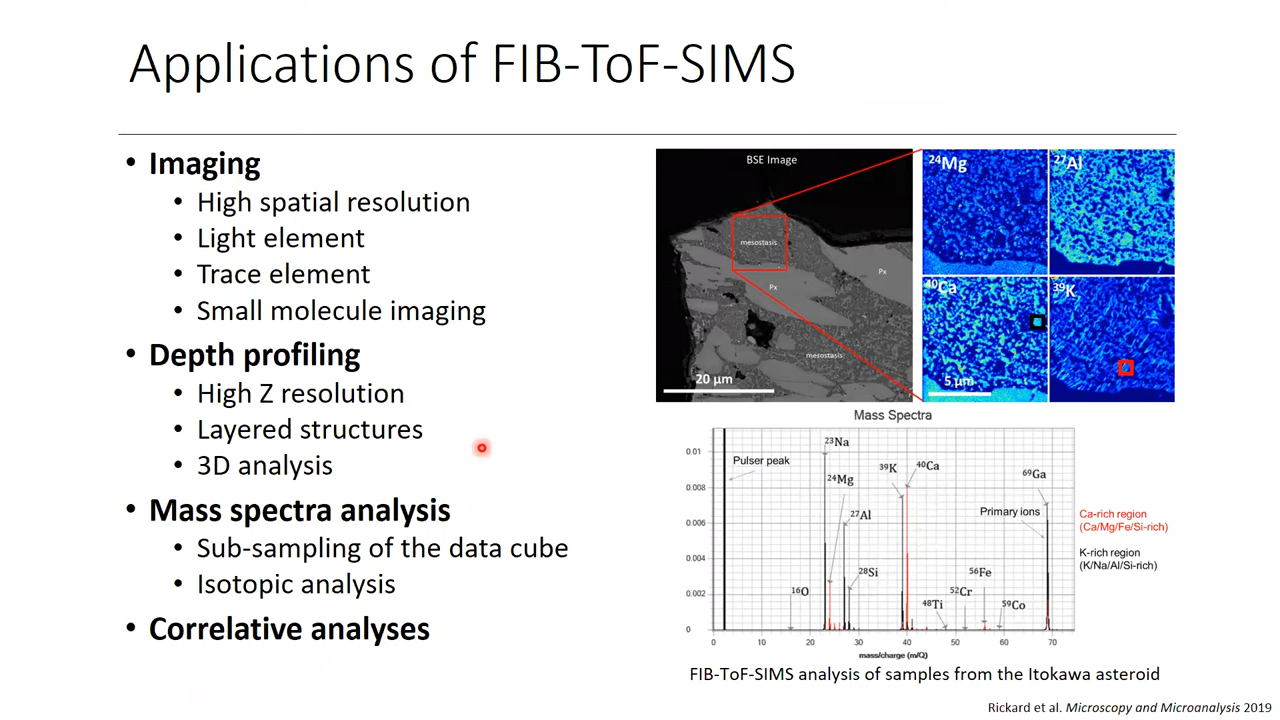 Applications of FIB-ToF-SIMS
• Imaging
• High spatial resolution
• Light element
• Trace element
• Small molecule imaging
• Depth profiling
• High Z resolution
• Layered structures
• 3D analysis
• Mass spectra analysis
• Sub-sampling of the data cube
• Isotopic analysis
• Correlative analyses
BSE Image
mesostasis
Px
Px
mesostasis
20 µm
²⁴Mg
²⁷Al
⁴⁰Ca
³⁹K
5 µm
Mass Spectra
0.01
0.008
0.006
0.004
0.002
0
Pulser peak
²³Na
²⁴Mg
²⁷Al
²⁸Si
¹⁶O
³⁹K
⁴⁰Ca
⁴⁸Ti
⁵²Cr
⁵⁶Fe
⁵⁹Co
⁶⁹Ga
Primary ions
0 10 20 30 40 50 60 70
mass/charge (m/Q)
Ca-rich region
(Ca/Mg/Fe/Si-rich)
K-rich region
(K/Na/Al/Si-rich)
FIB-ToF-SIMS analysis of samples from the Itokawa asteroid
Rickard et al. Microscopy and Microanalysis 2019